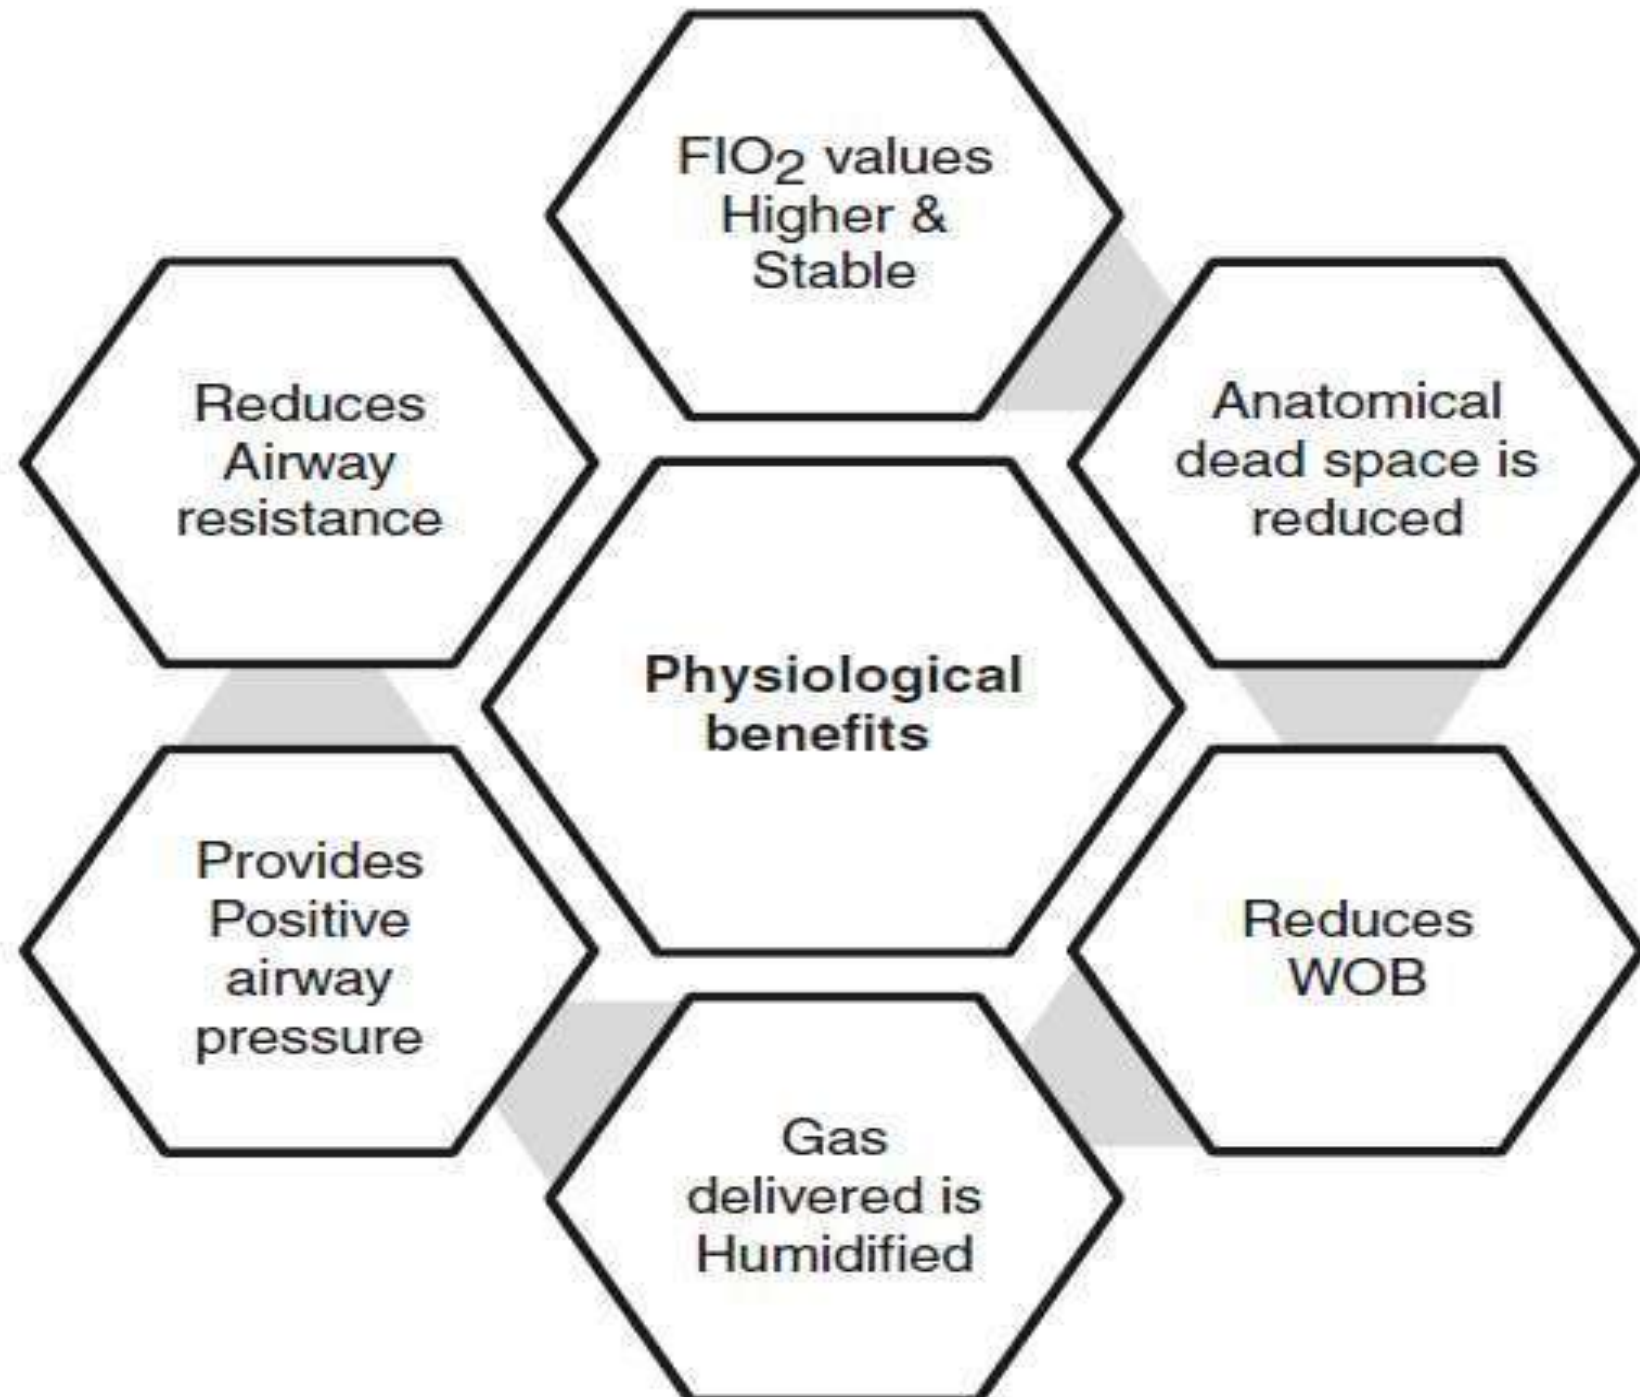 FIO2 values
Higher &
Stable
Anatomical
dead space is
reduced
Reduces
WOB
Gas
delivered is
Humidified
Provides
Positive
airway
pressure
Reduces
Airway
resistance
Physiological
benefits